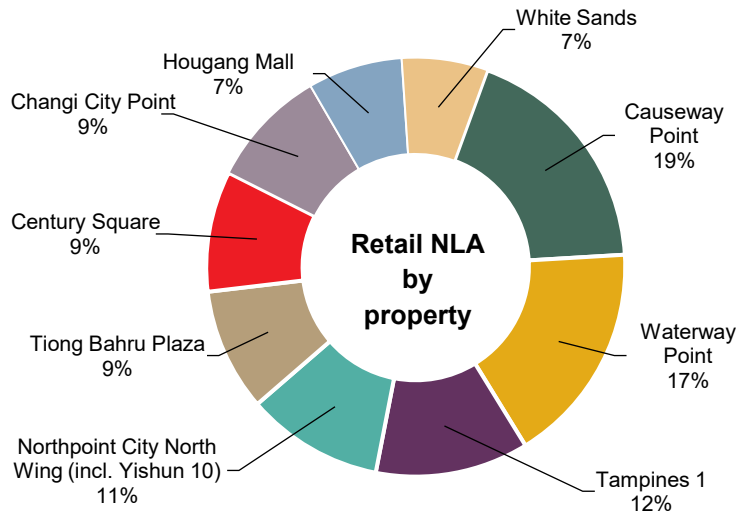 White Sands
7%
Hougang Mall
7%
Changi City Point
9%
Causeway
Point
19%
Century Square
9%
Retail NLA
by
property
Tiong Bahru Plaza
9%
Waterway
Point
17%
Northpoint City North
Wing (incl. Yishun 10)
11%
Tampines 1
12%